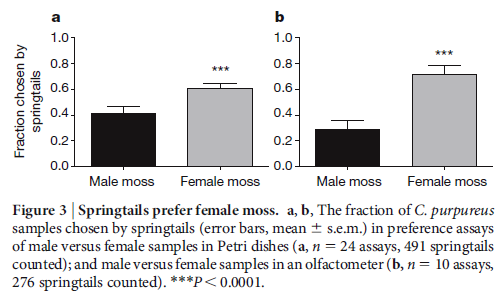 a
b
Fraction chosen by
springtails
1.0
0.8
0.6
0.4
0.2
0.0
***
Male moss Female moss
1.0
0.8
0.6
0.4
0.2
0.0
***
Male moss Female moss
Figure 3 | Springtails prefer female moss. a, b, The fraction of C. purpureus
samples chosen by springtails (error bars, mean ± s.e.m.) in preference assays
of male versus female samples in Petri dishes (a, n = 24 assays, 491 springtails
counted); and male versus female samples in an olfactometer (b, n = 10 assays,
276 springtails counted). ***P < 0.0001.